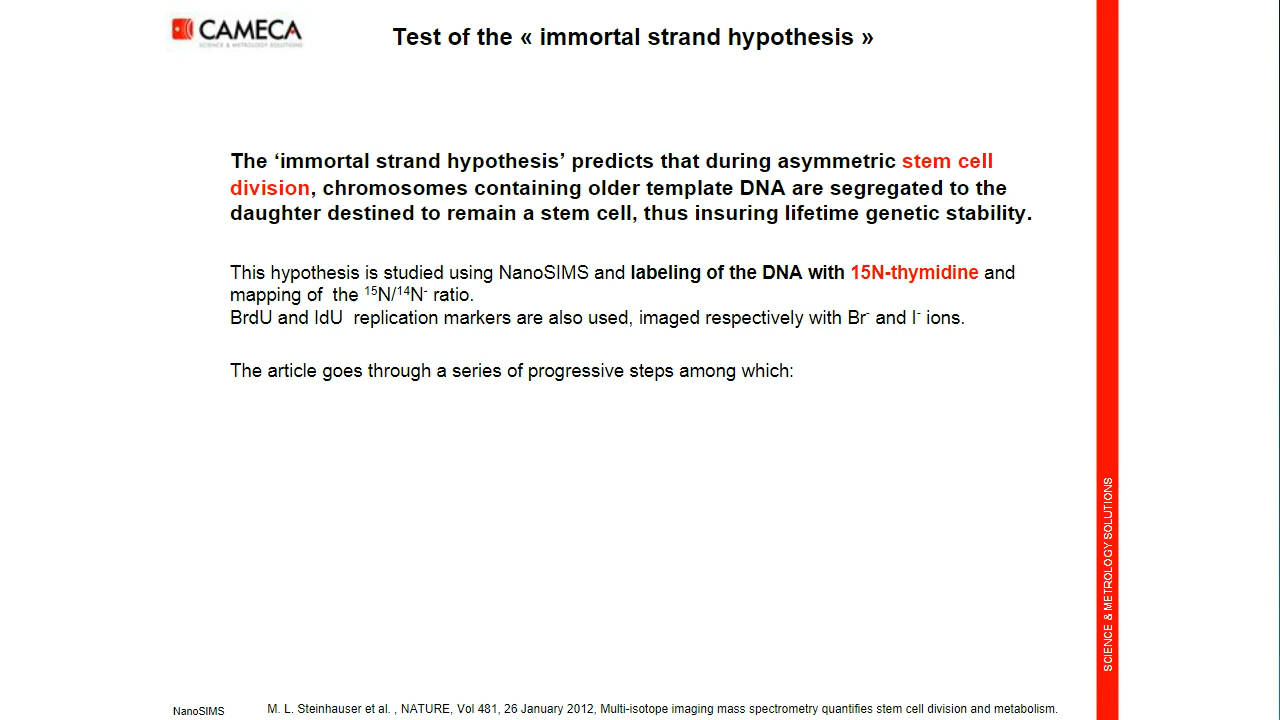 CAMECA
SCIENCE & METROLOGY SOLUTIONS
Test of the « immortal strand hypothesis »
The ‘immortal strand hypothesis’ predicts that during asymmetric stem cell
division, chromosomes containing older template DNA are segregated to the
daughter destined to remain a stem cell, thus insuring lifetime genetic stability.
This hypothesis is studied using NanoSIMS and labeling of the DNA with 15N-thymidine and
mapping of the ¹⁵N/¹⁴N⁻ ratio.
BrdU and IdU replication markers are also used, imaged respectively with Br⁻ and I⁻ ions.
The article goes through a series of progressive steps among which:
SCIENCE & METROLOGY SOLUTIONS
NanoSIMS
M. L. Steinhauser et al. , NATURE, Vol 481, 26 January 2012, Multi-isotope imaging mass spectrometry quantifies stem cell division and metabolism.